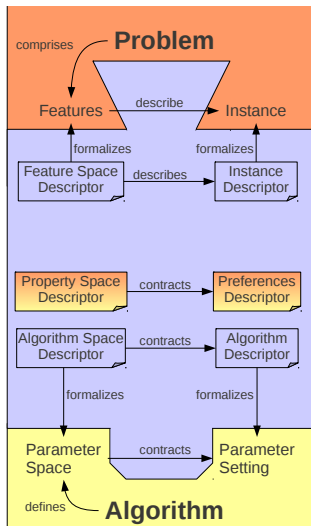 Problem
comprises
Features
describe
Instance
formalizes
formalizes
Feature Space
Descriptor
describes
Instance
Descriptor
Property Space
Descriptor
contracts
Preferences
Descriptor
Algorithm Space
Descriptor
contracts
Algorithm
Descriptor
formalizes
formalizes
Parameter
Space
contracts
Parameter
Setting
defines
Algorithm